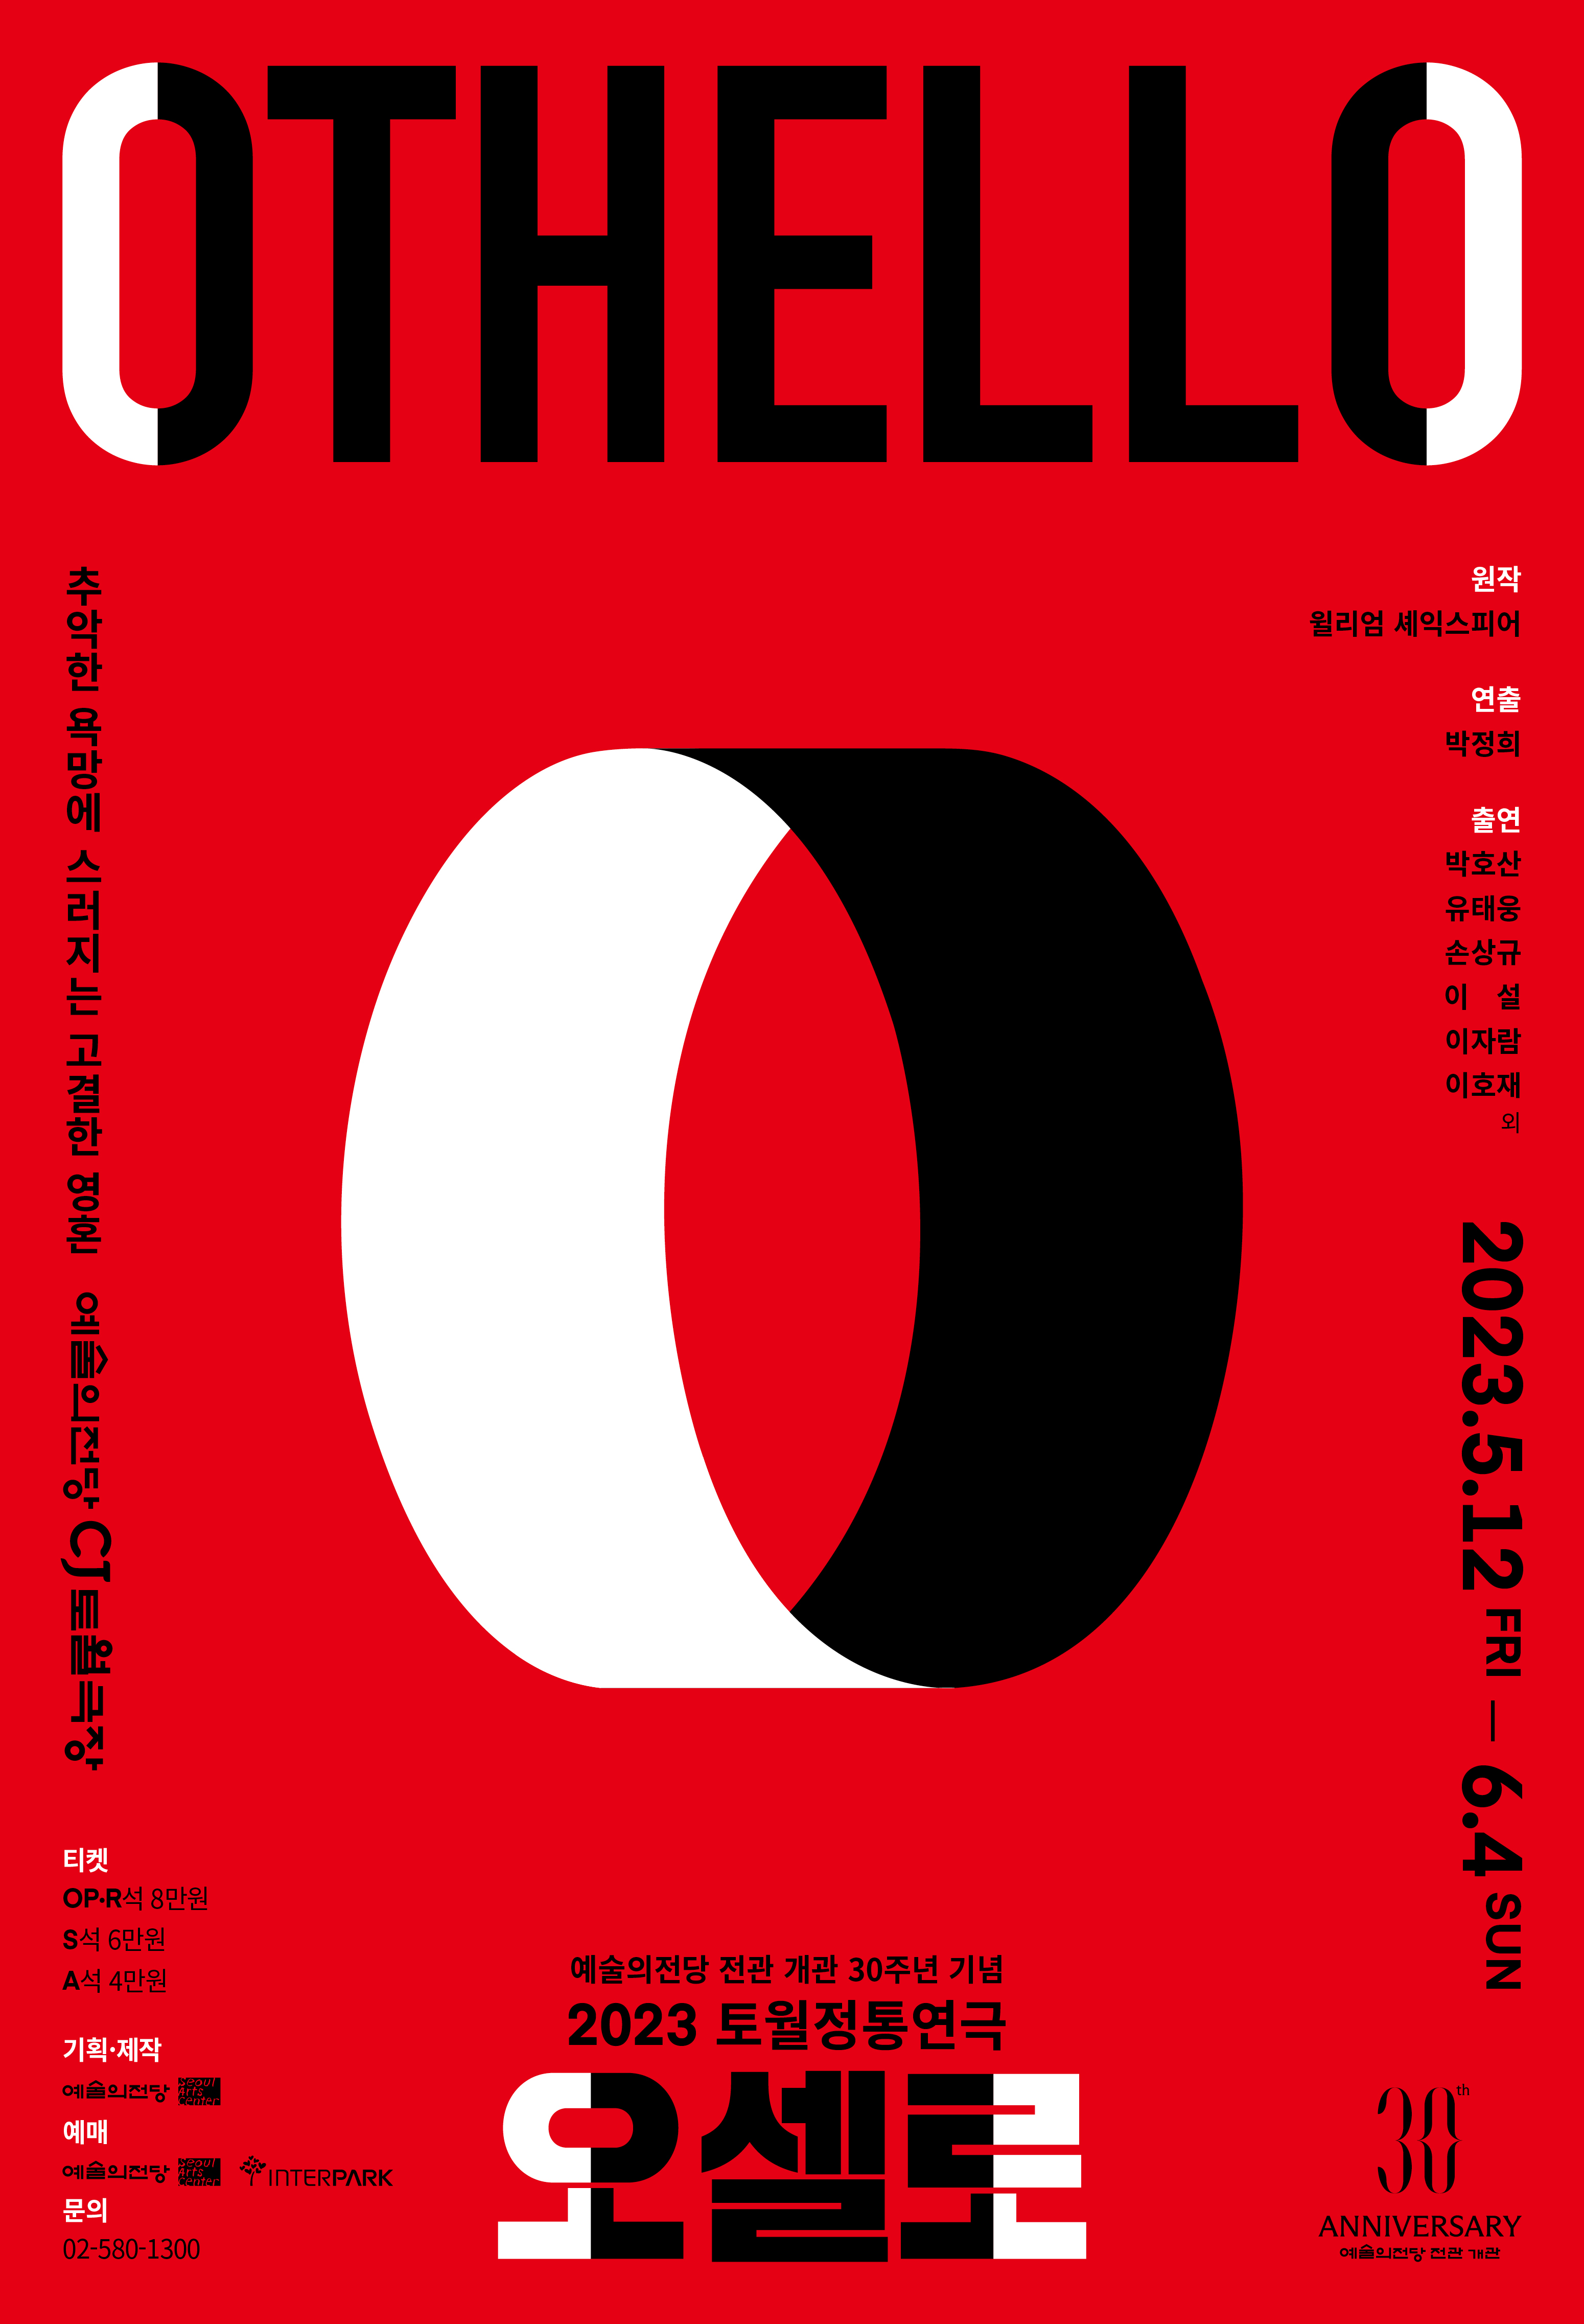 OTHELLO
추악한 욕망에 스러지는 고결한 영혼
예술의전당 CJ 토월극장
원작
윌리엄 셰익스피어
연출
박정희
출연
박호산
유태웅
손상규
이 설
이자람
이호재
외
2023.5.12 FRI — 6.4 SUN
티켓
OP·R석 8만원
S석 6만원
A석 4만원
기획·제작
예술의전당 Seoul Arts Center
예매
예술의전당 Seoul Arts Center INTERPARK
문의
02-580-1300
예술의전당 전관 개관 30주년 기념
2023 토월정통연극
오셀로
30th
ANNIVERSARY
예술의전당 전관 개관